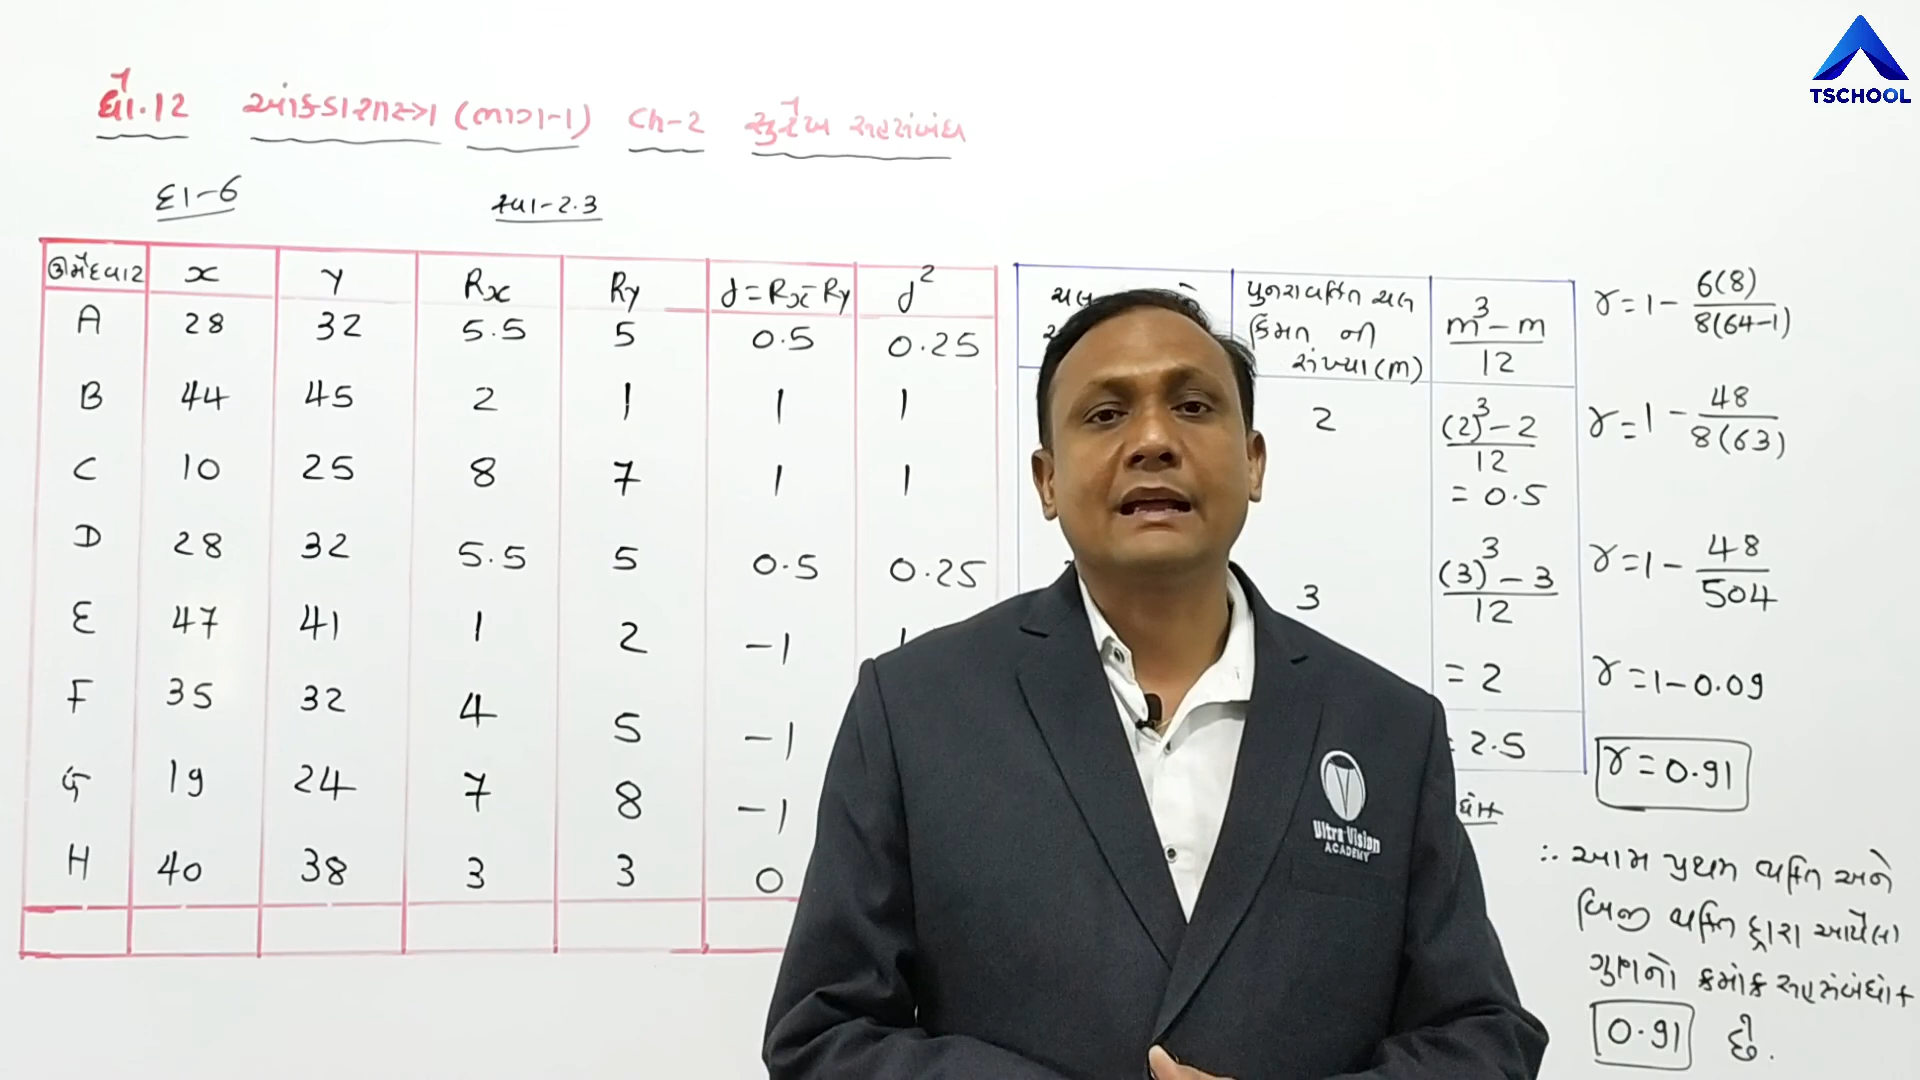 TSCHOOL
ધો.12 આંકડાશાસ્ત્ર (ભાગ-1) Ch-2 સુરેખ સહસંબંધ
દા-6 સ્વા-2.3
ઉમેદવાર x y Rx Ry d = Rx - Ry d²
A 28 32 5.5 5 0.5 0.25
B 44 45 2 1 1 1
C 10 25 8 7 1 1
D 28 32 5.5 5 0.5 0.25
E 47 41 1 2 -1
F 35 32 4 5 -1
G 19 24 7 8 -1
H 40 38 3 3 0
પુનરાવર્તિત ચલ
કિંમત ની
સંખ્યા (m)
m³ - m
12
2
(2)³ - 2
12
= 0.5
3
(3)³ - 3
12
= 2
2.5
r = 1 - 6(8)
8(64-1)
r = 1 - 48
8(63)
r = 1 - 48
504
r = 1 - 0.09
r = 0.91
∴ આમ પ્રથમ વ્યક્તિ અને
બિજી વ્યક્તિ દ્વારા આપેલા
ગુણનો ક્રમાંક સહસંબંધાંક
0.91 છે.
Ultra Vision
ACADEMY